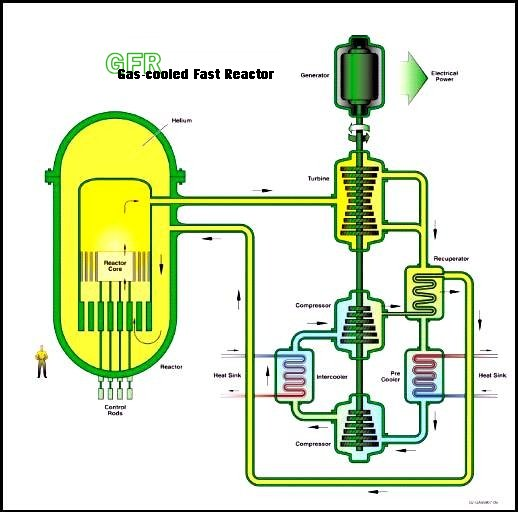 GFR
Gas-cooled Fast Reactor
Generator
Electrical
Power
Helium
Turbine
Reactor
Core
Recuperator
Compressor
Heat Sink
Intercooler
Pre
Cooler
Heat Sink
Reactor
Control
Rods
Compressor